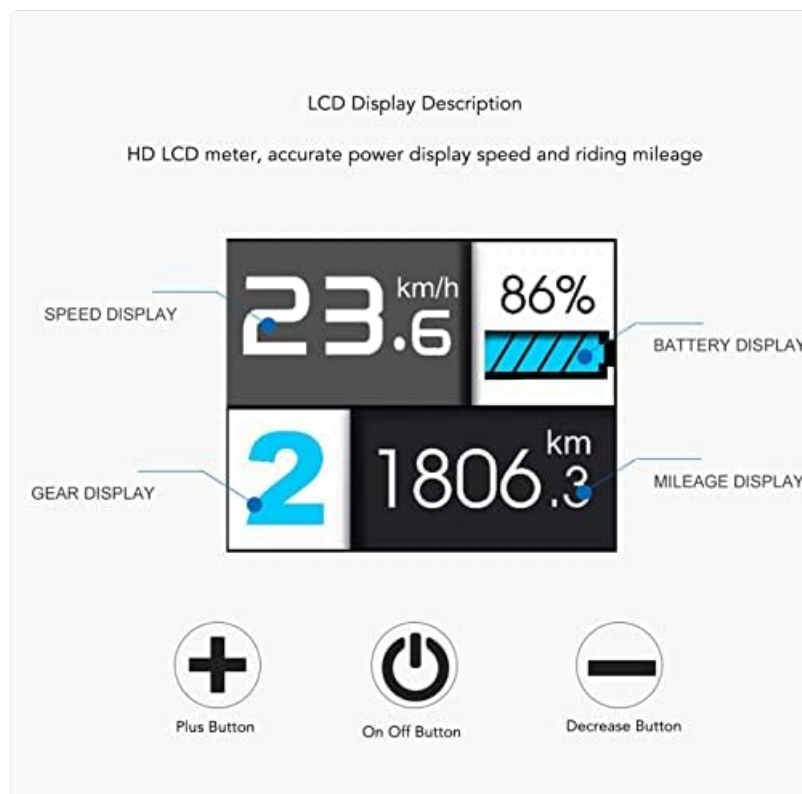 LCD Display Description
HD LCD meter, accurate power display speed and riding mileage
SPEED DISPLAY
23.6 km/h
86%
BATTERY DISPLAY
GEAR DISPLAY
2
1806.3 km
MILEAGE DISPLAY
Plus Button
On Off Button
Decrease Button